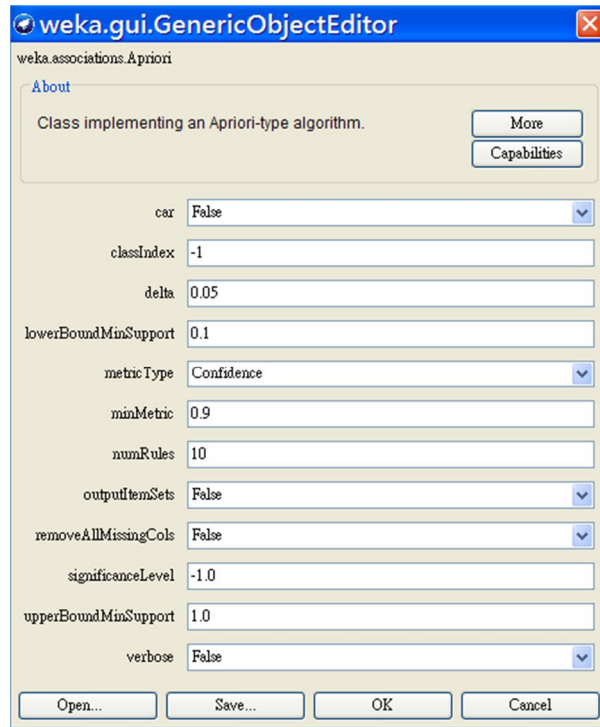 weka.gui.GenericObjectEditor
weka.associations.Apriori
About
Class implementing an Apriori-type algorithm.
More
Capabilities
car False
classIndex -1
delta 0.05
lowerBoundMinSupport 0.1
metricType Confidence
minMetric 0.9
numRules 10
outputItemSets False
removeAllMissingCols False
significanceLevel -1.0
upperBoundMinSupport 1.0
verbose False
Open... Save... OK Cancel